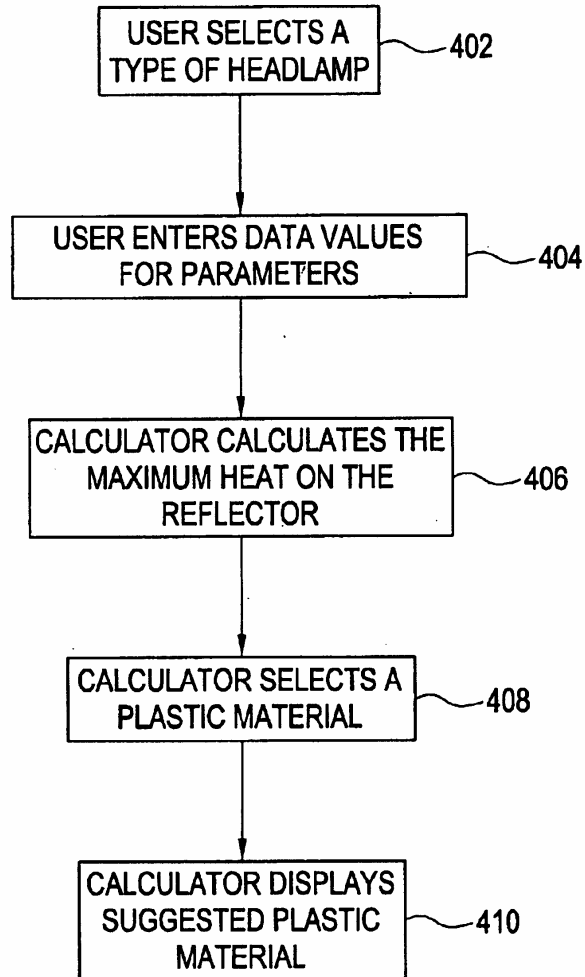 USER SELECTS A
TYPE OF HEADLAMP
402
USER ENTERS DATA VALUES
FOR PARAMETERS
404
CALCULATOR CALCULATES THE
MAXIMUM HEAT ON THE
REFLECTOR
406
CALCULATOR SELECTS A
PLASTIC MATERIAL
408
CALCULATOR DISPLAYS
SUGGESTED PLASTIC
MATERIAL
410